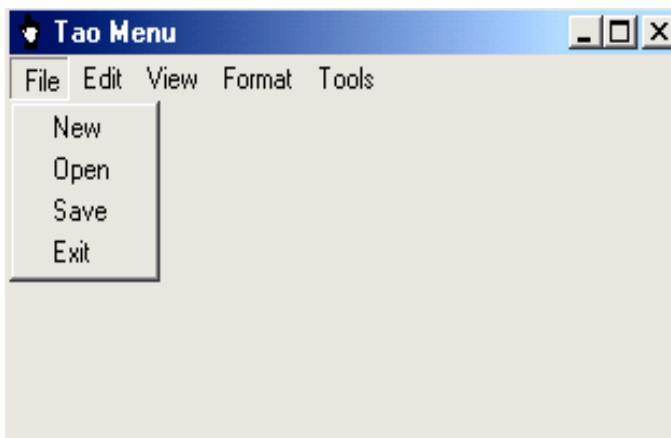 Tao Menu
File Edit View Format Tools
New
Open
Save
Exit